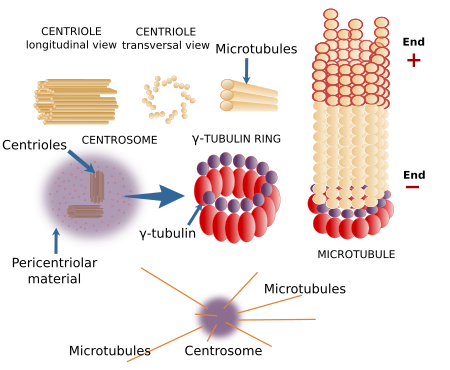 CENTRIOLE
longitudinal view
CENTRIOLE
transversal view
Microtubules
End
+
Centrioles
CENTROSOME
γ-TUBULIN RING
End
−
γ-tubulin
Pericentriolar
material
MICROTUBULE
Microtubules
Microtubules
Centrosome